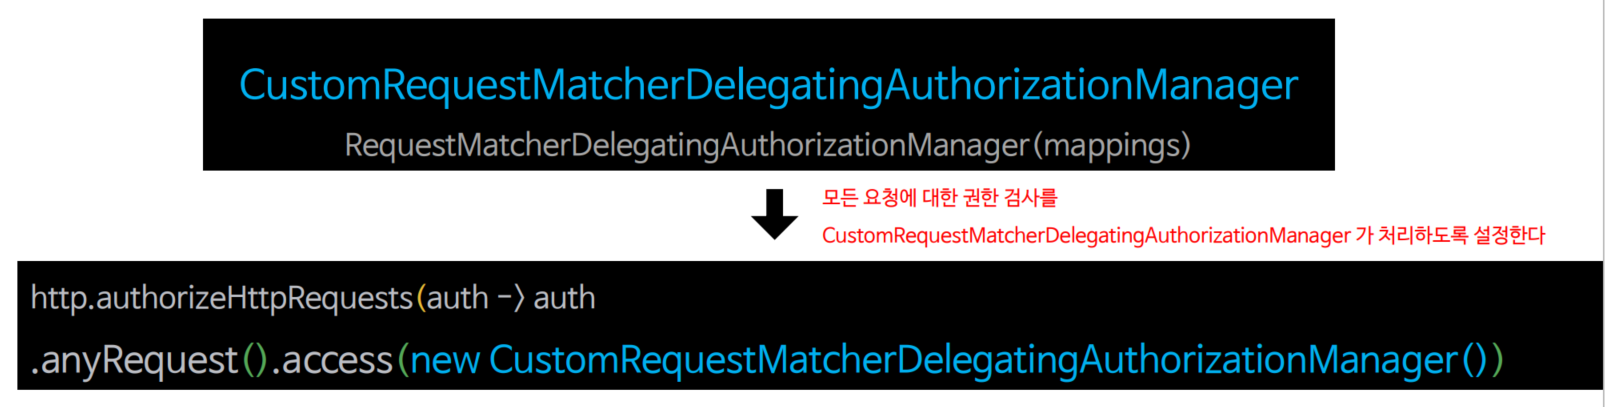 CustomRequestMatcherDelegatingAuthorizationManager
RequestMatcherDelegatingAuthorizationManager(mappings)
모든 요청에 대한 권한 검사를
CustomRequestMatcherDelegatingAuthorizationManager 가 처리하도록 설정한다
http.authorizeHttpRequests(auth -> auth
.anyRequest().access(new CustomRequestMatcherDelegatingAuthorizationManager())